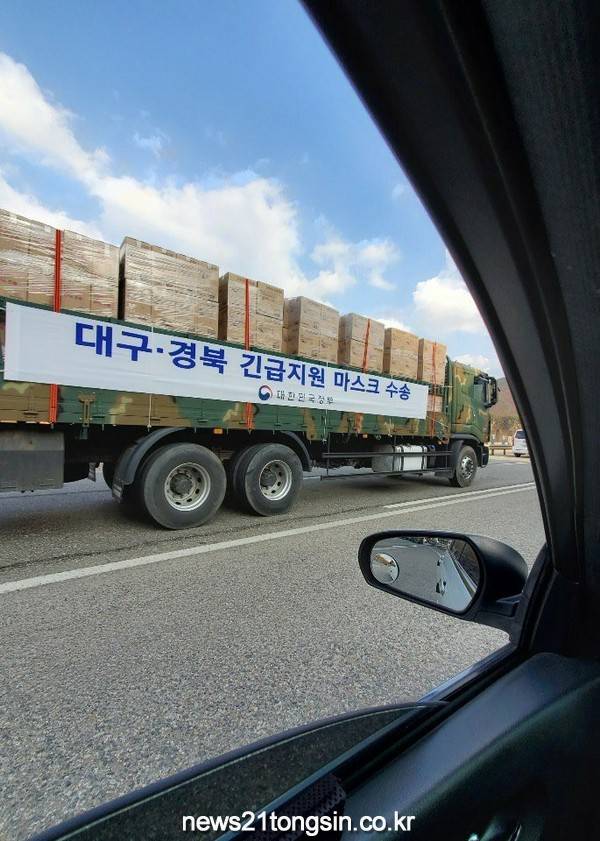 대구·경북 긴급지원 마스크 수송
대한민국정부
news21tongsin.co.kr